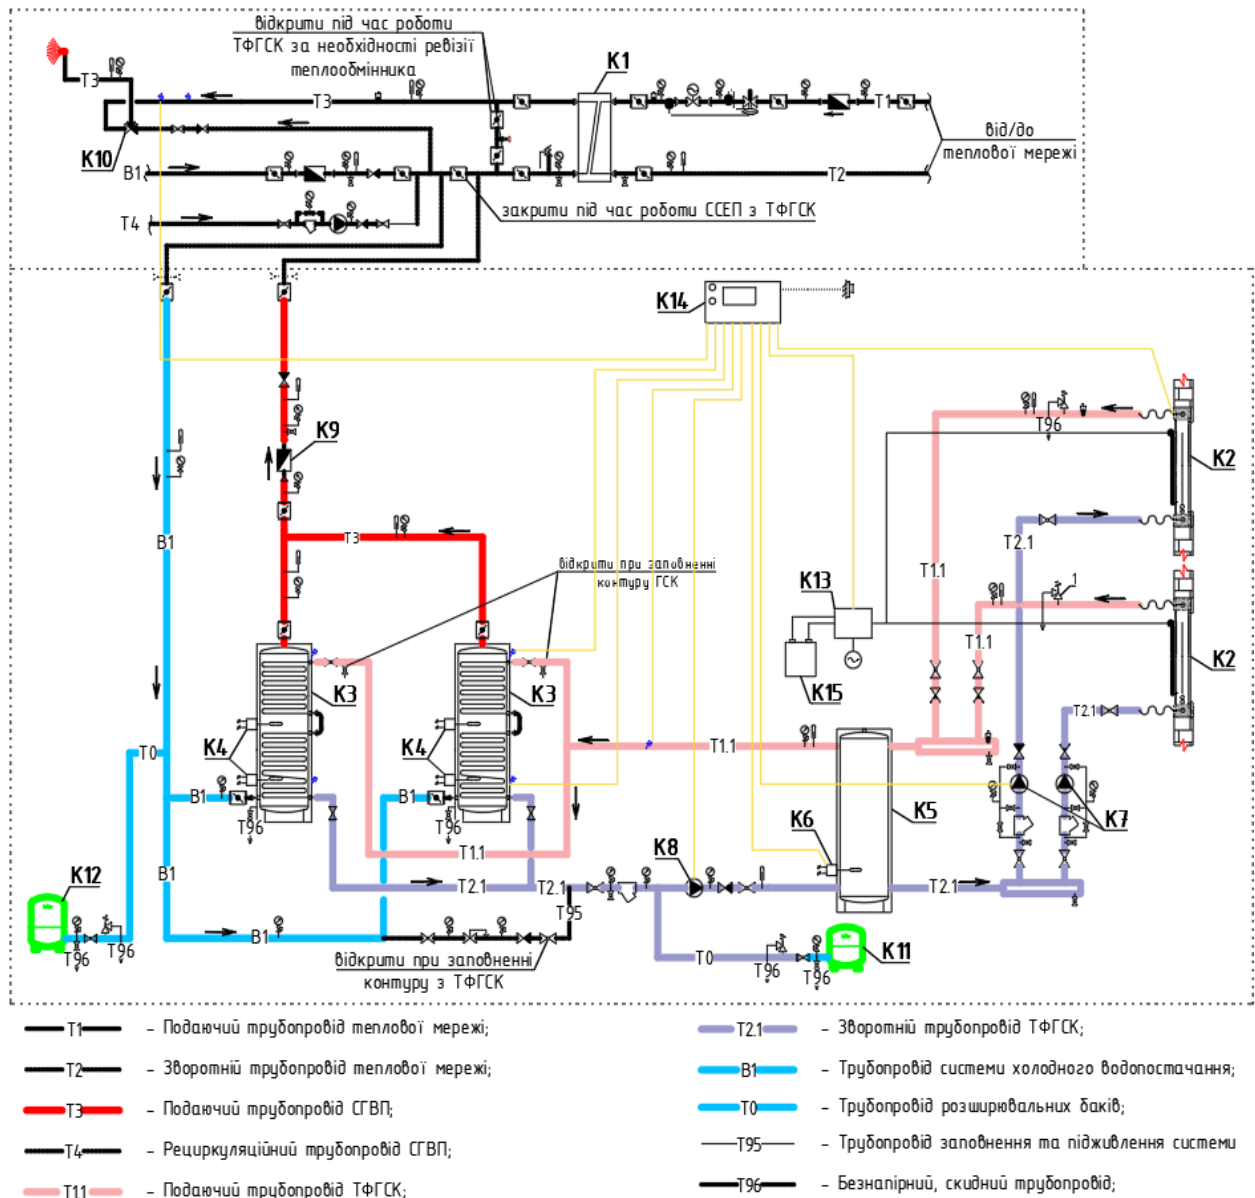 відкрити під час роботи
ТФГСК за необхідності ревізії
теплообмінника
К1
Т3
Т3
Т1
К10
від/до
теплової мережі
В1
Т2
закрити під час роботи ССЕП з ТФГСК
Т4
К14
К9
Т96
К2
В1
Т3
Т2.1
відкрити при заповненні
контуру ГСК
Т1.1
1
К13
Т1.1
К2
К15
К3
К3
Т2.1
К4
К4
Т0
Т1.1
В1
В1
К6
К5
К7
Т96
Т96
К8
Т1.1
В1
Т2.1
Т2.1
Т2.1
К12
Т95
В1
Т96
Т96
відкрити при заповненні
контуру з ТФГСК
Т0
Т96
Т96
К11
Т1 – Подаючий трубопровід теплової мережі;
Т2 – Зворотній трубопровід теплової мережі;
Т3 – Подаючий трубопровід СГВП;
Т4 – Рециркуляційний трубопровід СГВП;
Т1.1 – Подаючий трубопровід ТФГСК;
Т2.1 – Зворотній трубопровід ТФГСК;
В1 – Трубопровід системи холодного водопостачання;
Т0 – Трубопровід розширювальних баків;
Т95 – Трубопровід заповнення та підживлення системи
Т96 – Безнапірний, скидний трубопровід;